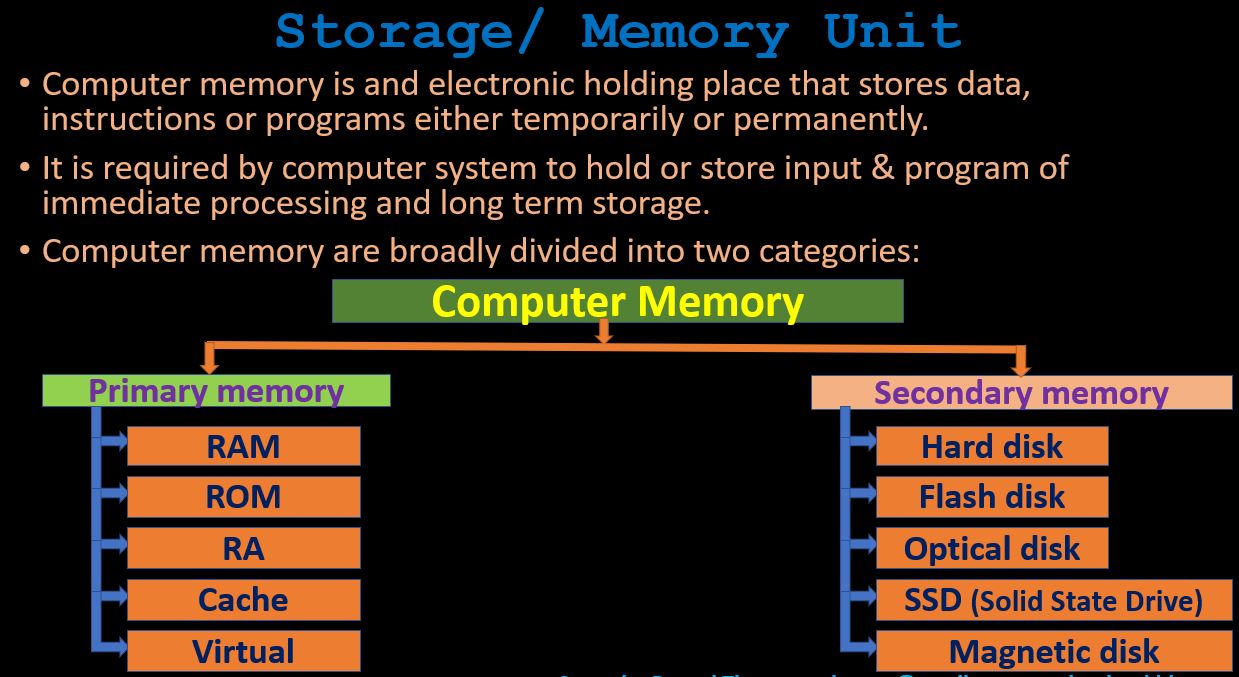 Storage/ Memory Unit
• Computer memory is and electronic holding place that stores data,
instructions or programs either temporarily or permanently.
• It is required by computer system to hold or store input & program of
immediate processing and long term storage.
• Computer memory are broadly divided into two categories:
Computer Memory
Primary memory
RAM
ROM
RA
Cache
Virtual
Secondary memory
Hard disk
Flash disk
Optical disk
SSD (Solid State Drive)
Magnetic disk